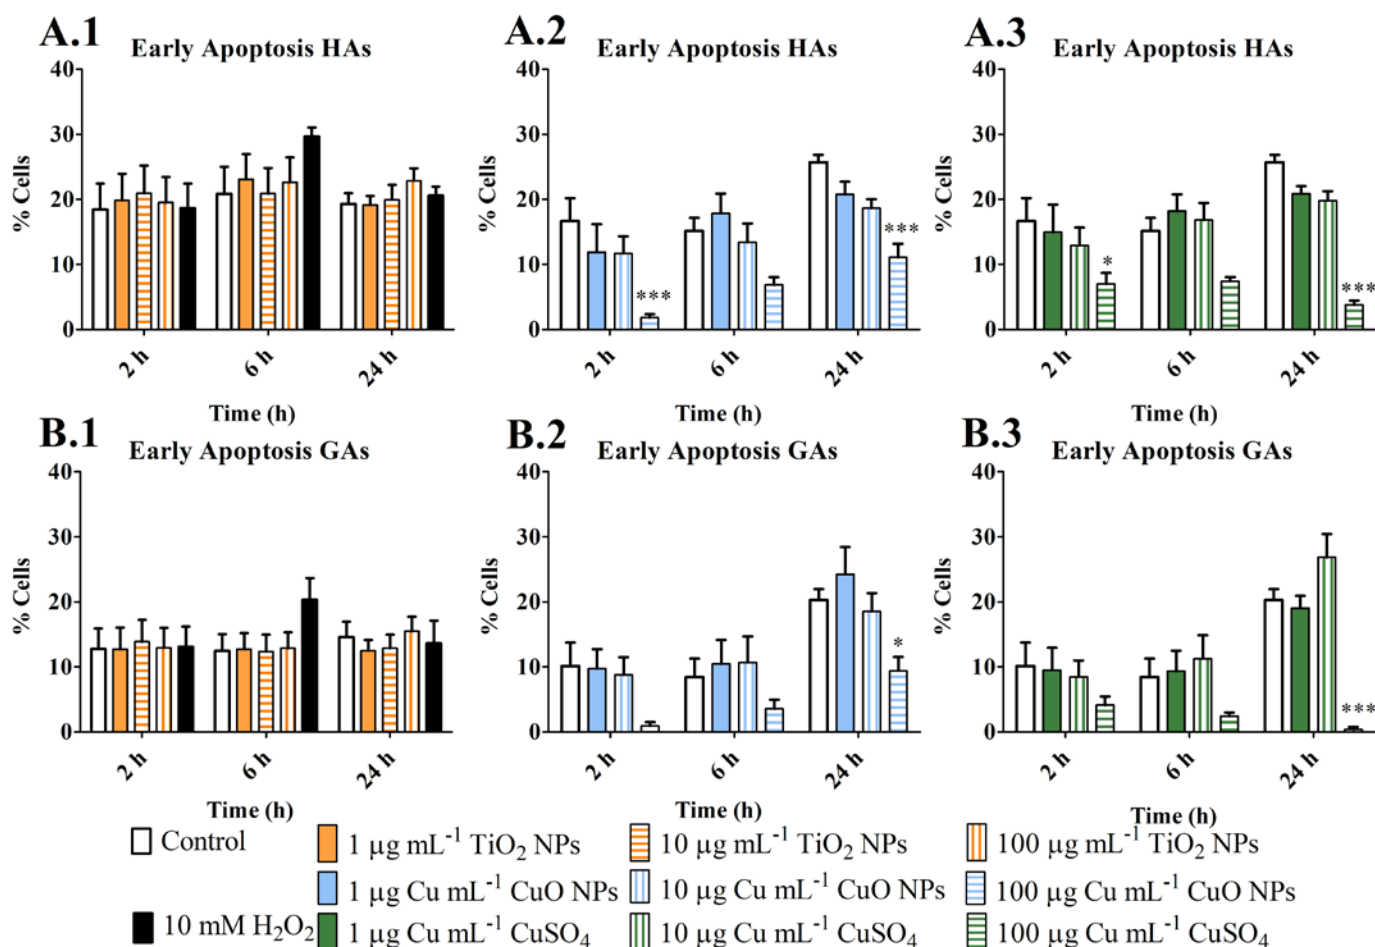 A.1 A.2 A.3
Early Apoptosis HAs Early Apoptosis HAs Early Apoptosis HAs
40 40 40
30 30 30
20 20 20
10 10 10
0 0 0
% Cells % Cells % Cells
*** *** * ***
2 h 6 h 24 h 2 h 6 h 24 h 2 h 6 h 24 h
Time (h) Time (h) Time (h)
B.1 B.2 B.3
Early Apoptosis GAs Early Apoptosis GAs Early Apoptosis GAs
40 40 40
30 30 30
20 20 20
10 10 10
0 0 0
% Cells % Cells % Cells
* ***
2 h 6 h 24 h 2 h 6 h 24 h 2 h 6 h 24 h
Time (h) Time (h) Time (h)
Control 1 µg mL⁻¹ TiO₂ NPs 10 µg mL⁻¹ TiO₂ NPs 100 µg mL⁻¹ TiO₂ NPs
1 µg Cu mL⁻¹ CuO NPs 10 µg Cu mL⁻¹ CuO NPs 100 µg Cu mL⁻¹ CuO NPs
10 mM H₂O₂ 1 µg Cu mL⁻¹ CuSO₄ 10 µg Cu mL⁻¹ CuSO₄ 100 µg Cu mL⁻¹ CuSO₄